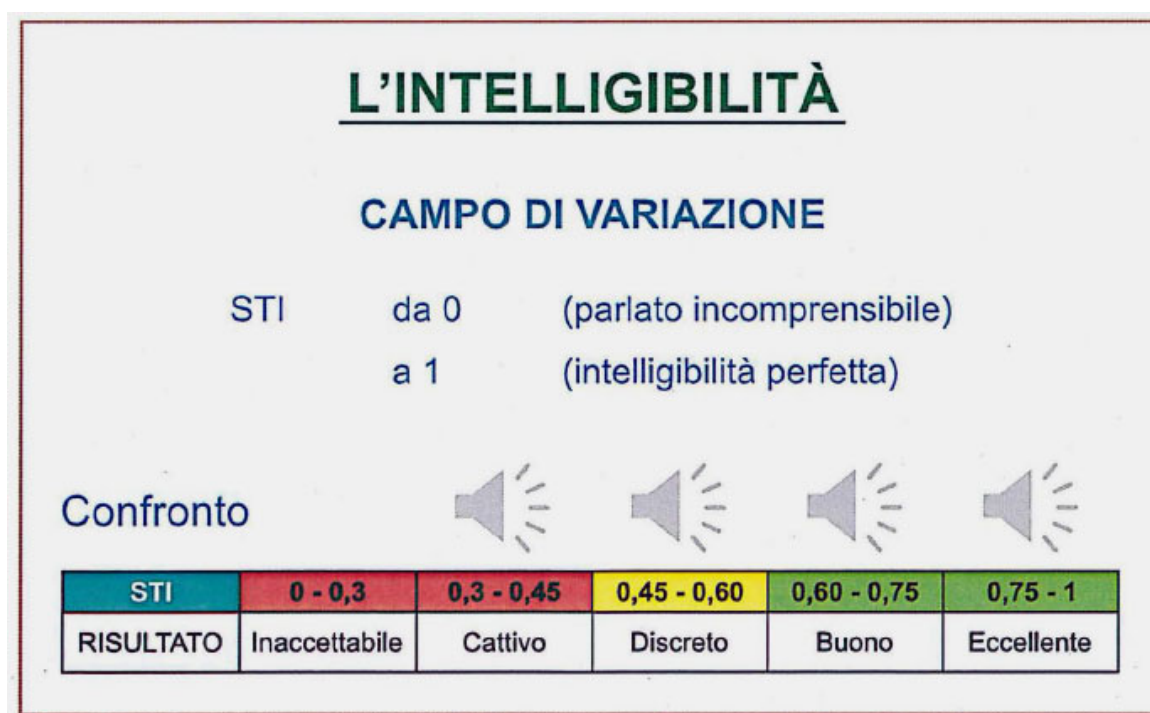 L'INTELLIGIBILITÀ
CAMPO DI VARIAZIONE
STI da 0 (parlato incomprensibile)
a 1 (intelligibilità perfetta)
Confronto
STI 0 - 0,3 0,3 - 0,45 0,45 - 0,60 0,60 - 0,75 0,75 - 1
RISULTATO Inaccettabile Cattivo Discreto Buono Eccellente